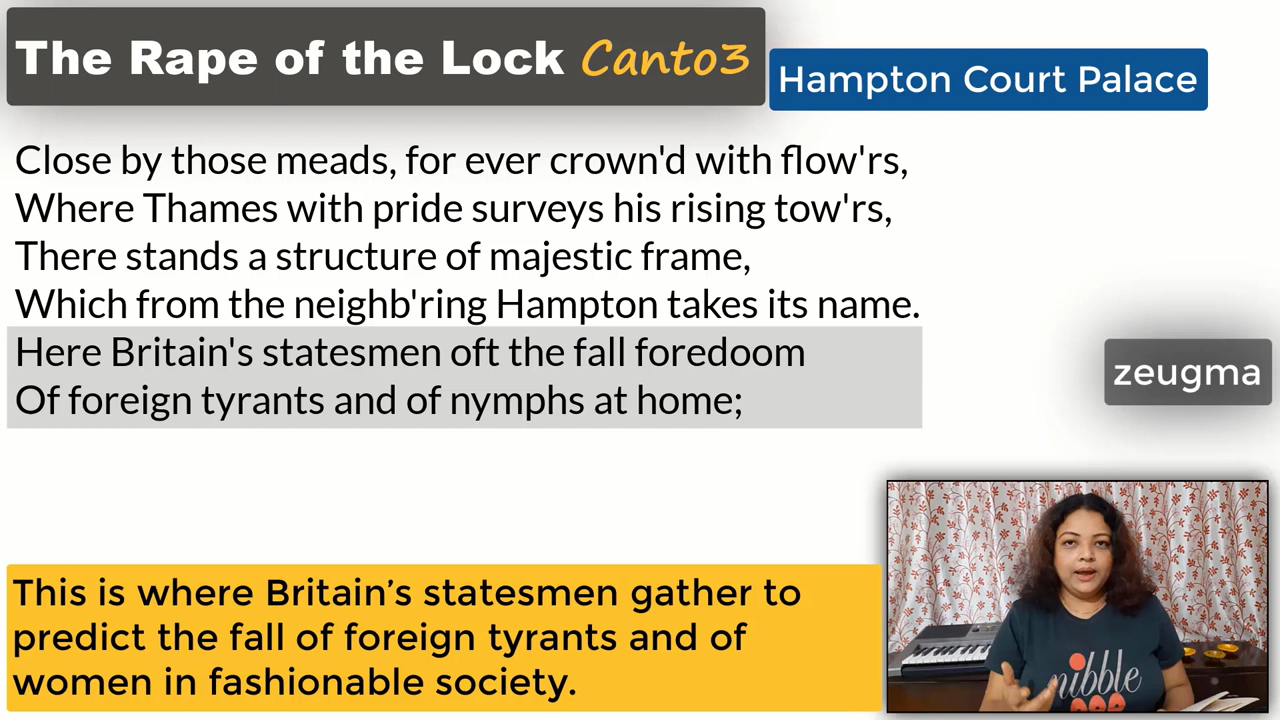 The Rape of the Lock Canto3
Hampton Court Palace
Close by those meads, for ever crown'd with flow'rs,
Where Thames with pride surveys his rising tow'rs,
There stands a structure of majestic frame,
Which from the neighb'ring Hampton takes its name.
Here Britain's statesmen oft the fall foredoom
Of foreign tyrants and of nymphs at home;
zeugma
This is where Britain’s statesmen gather to
predict the fall of foreign tyrants and of
women in fashionable society.
nibble